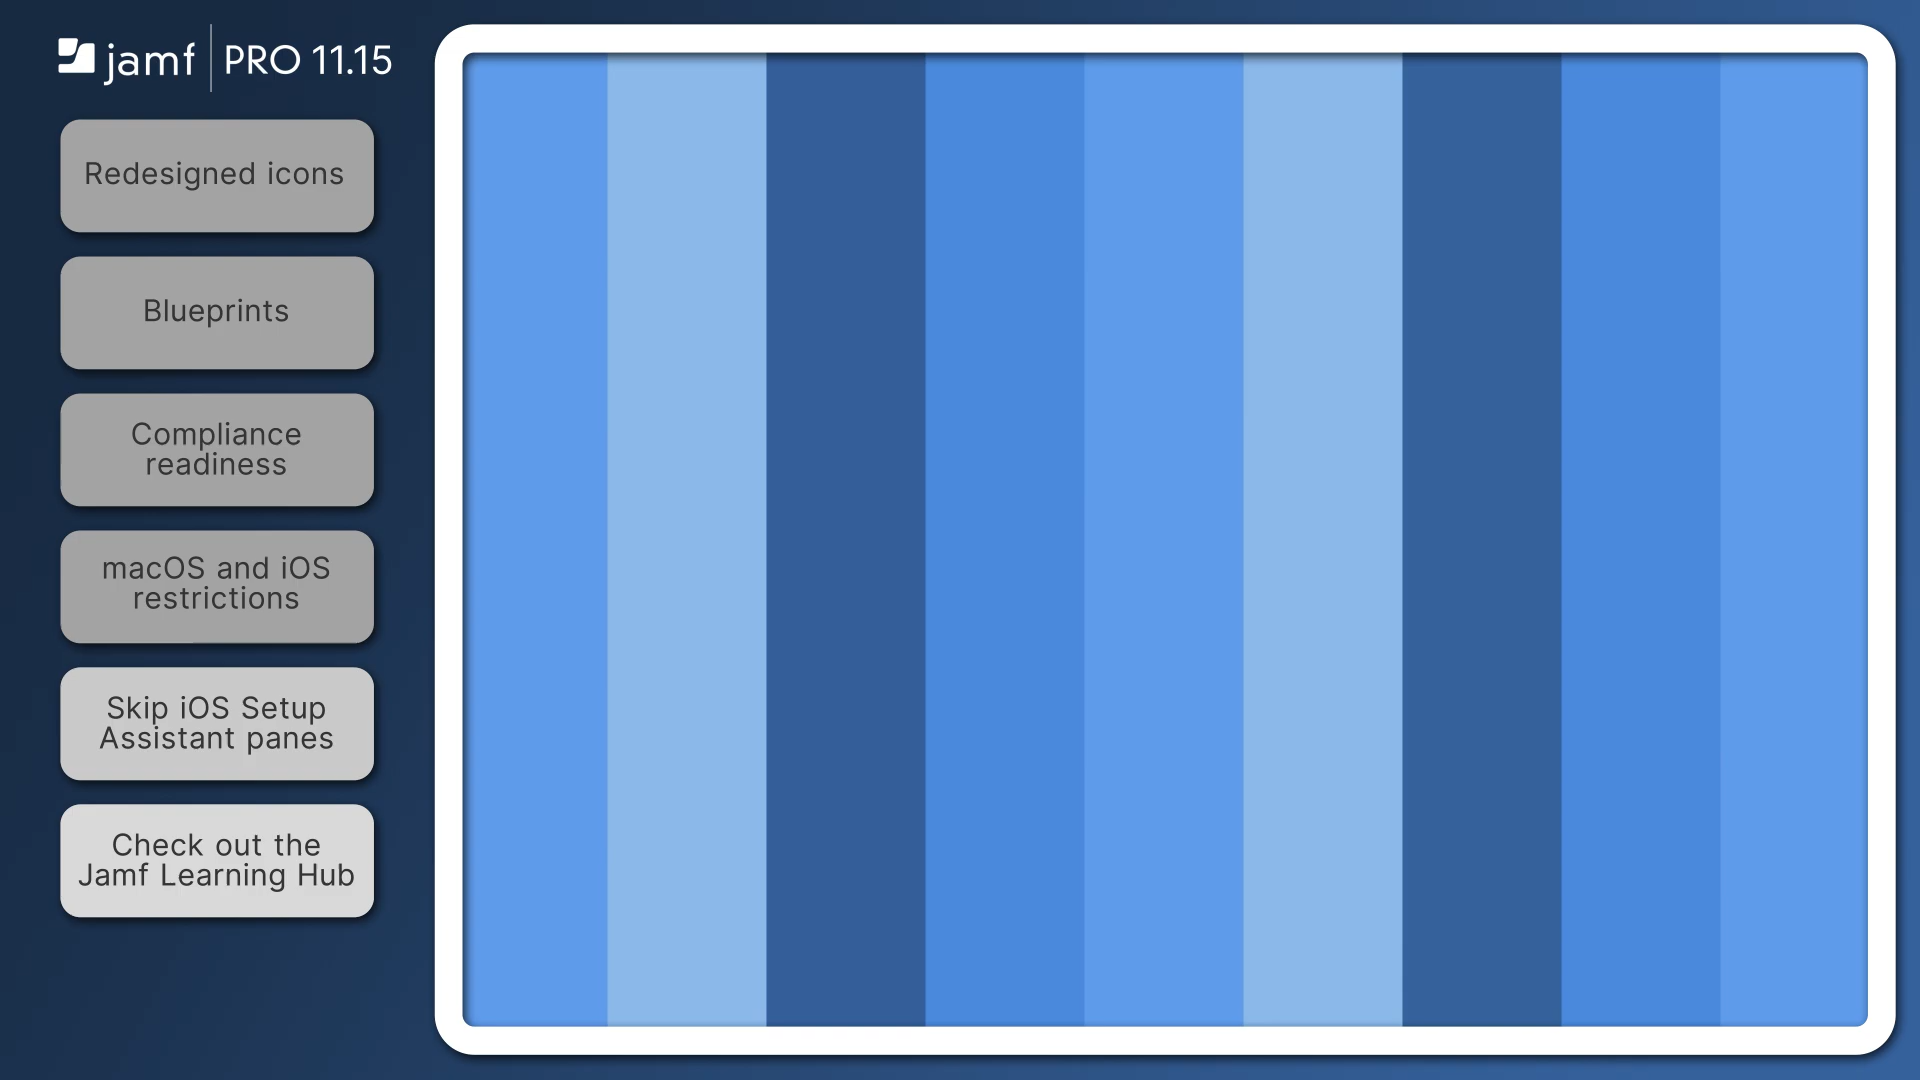 jamf PRO 11.15
Redesigned icons
Blueprints
Compliance
readiness
macOS and iOS
restrictions
Skip iOS Setup
Assistant panes
Check out the
Jamf Learning Hub